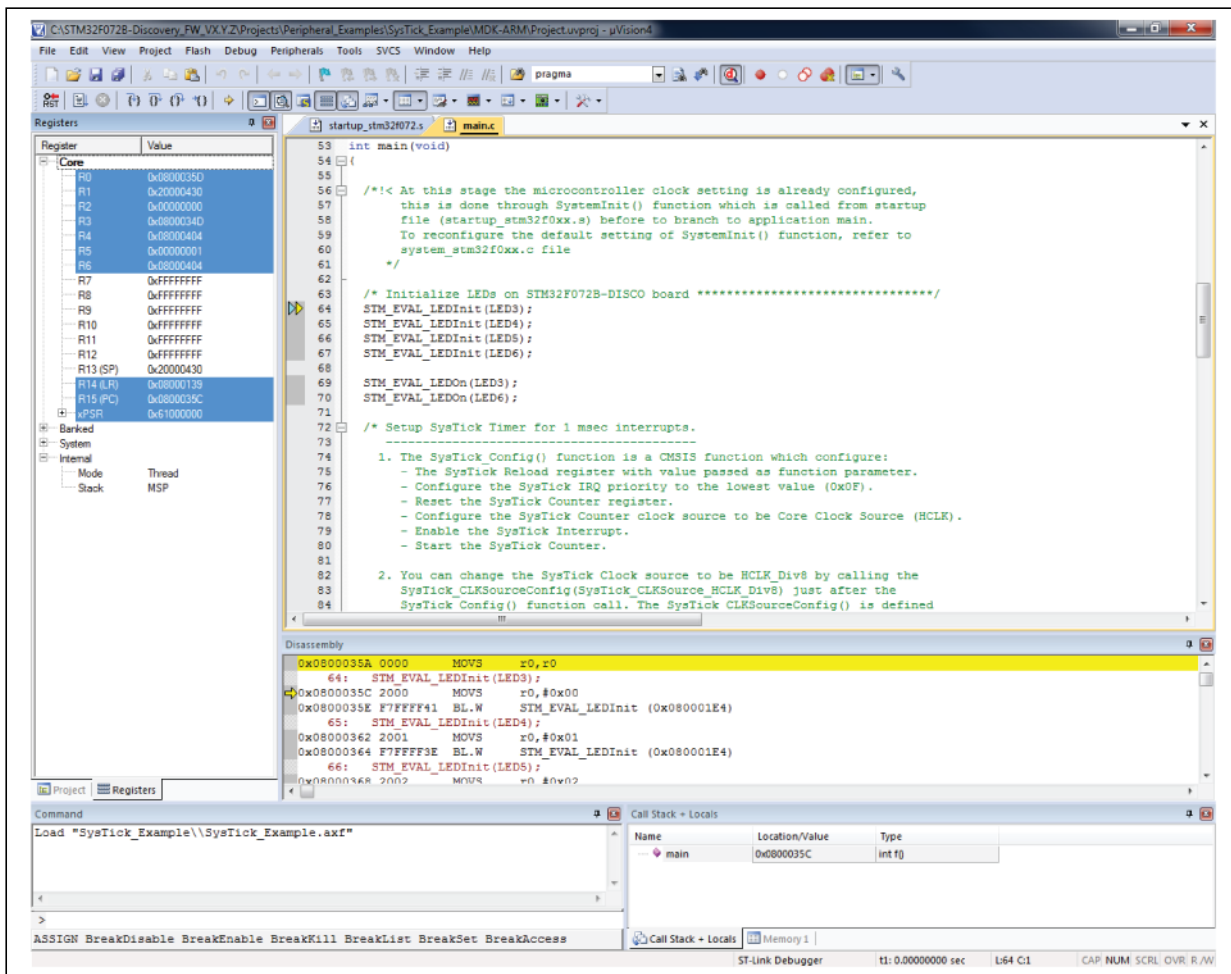 C:\STM32F072B-Discovery_FW_VX.Y.Z\Projects\Peripheral_Examples\SysTick_Example\MDK-ARM\Project.uvproj - µVision4
File Edit View Project Flash Debug Peripherals Tools SVCS Window Help
pragma
RST
Registers
Register Value
Core
R0 0x0800035D
R1 0x20000430
R2 0x00000000
R3 0x0800034D
R4 0x08000404
R5 0x00000001
R6 0x08000404
R7 0xFFFFFFFF
R8 0xFFFFFFFF
R9 0xFFFFFFFF
R10 0xFFFFFFFF
R11 0xFFFFFFFF
R12 0xFFFFFFFF
R13 (SP) 0x20000430
R14 (LR) 0x08000139
R15 (PC) 0x0800035C
xPSR 0x61000000
Banked
System
Internal
Mode Thread
Stack MSP
Project Registers
startup_stm32f072.s main.c
53 int main(void)
54 {
55
56 /*!< At this stage the microcontroller clock setting is already configured,
57 this is done through SystemInit() function which is called from startup
58 file (startup_stm32f0xx.s) before to branch to application main.
59 To reconfigure the default setting of SystemInit() function, refer to
60 system_stm32f0xx.c file
61 */
62
63 /* Initialize LEDs on STM32F072B-DISCO board ********************************/
64 STM_EVAL_LEDInit(LED3);
65 STM_EVAL_LEDInit(LED4);
66 STM_EVAL_LEDInit(LED5);
67 STM_EVAL_LEDInit(LED6);
68
69 STM_EVAL_LEDOn(LED3);
70 STM_EVAL_LEDOn(LED6);
71
72 /* Setup SysTick Timer for 1 msec interrupts.
73 ------------------------------------------
74 1. The SysTick_Config() function is a CMSIS function which configure:
75 - The SysTick Reload register with value passed as function parameter.
76 - Configure the SysTick IRQ priority to the lowest value (0x0F).
77 - Reset the SysTick Counter register.
78 - Configure the SysTick Counter clock source to be Core Clock Source (HCLK).
79 - Enable the SysTick Interrupt.
80 - Start the SysTick Counter.
81
82 2. You can change the SysTick Clock source to be HCLK_Div8 by calling the
83 SysTick_CLKSourceConfig(SysTick_CLKSource_HCLK_Div8) just after the
84 SysTick_Config() function call. The SysTick_CLKSourceConfig() is defined
Disassembly
0x0800035A 0000 MOVS r0,r0
64: STM_EVAL_LEDInit(LED3);
0x0800035C 2000 MOVS r0,#0x00
0x0800035E F7FFFF41 BL.W STM_EVAL_LEDInit (0x080001E4)
65: STM_EVAL_LEDInit(LED4);
0x08000362 2001 MOVS r0,#0x01
0x08000364 F7FFFF3E BL.W STM_EVAL_LEDInit (0x080001E4)
66: STM_EVAL_LEDInit(LED5);
0x08000368 2002 MOVS r0,#0x02
Command
Load "SysTick_Example\\SysTick_Example.axf"
>
ASSIGN BreakDisable BreakEnable BreakKill BreakList BreakSet BreakAccess
Call Stack + Locals
Name Location/Value Type
main 0x0800035C int f()
Call Stack + Locals Memory 1
ST-Link Debugger t1: 0.00000000 sec L:64 C:1 CAP NUM SCRL OVR R/W